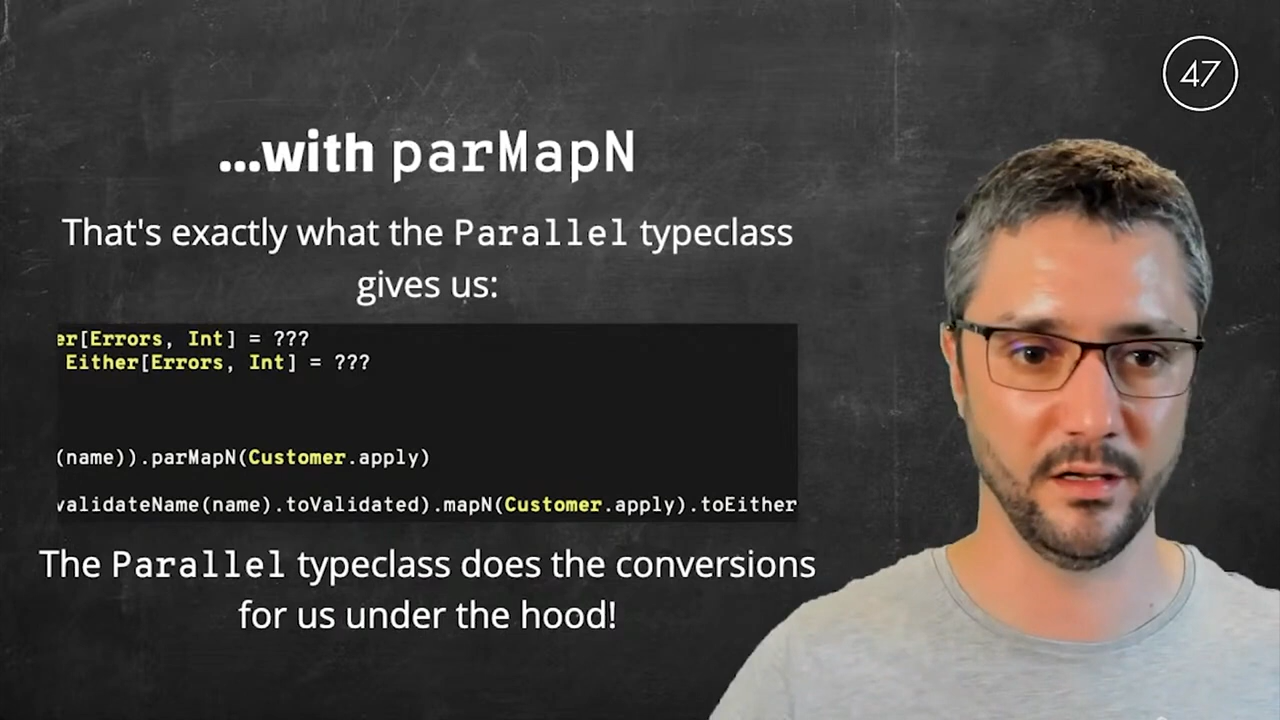 47
...with parMapN
That's exactly what the Parallel typeclass
gives us:
er[Errors, Int] = ???
Either[Errors, Int] = ???
(name)).parMapN(Customer.apply)
validateName(name).toValidated).mapN(Customer.apply).toEither
The Parallel typeclass does the conversions
for us under the hood!